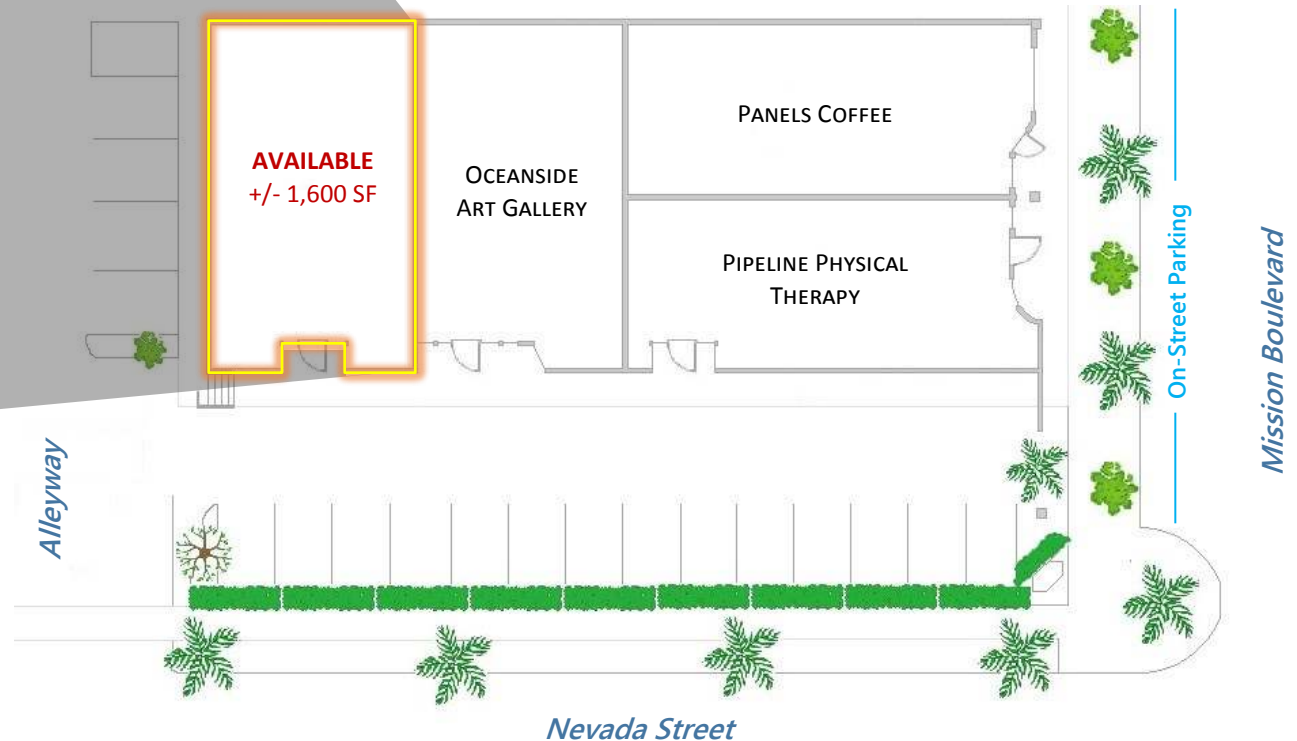 PANELS COFFEE
AVAILABLE
+/- 1,600 SF
OCEANSIDE
ART GALLERY
PIPELINE PHYSICAL
THERAPY
On-Street Parking
Mission Boulevard
Alleyway
Nevada Street